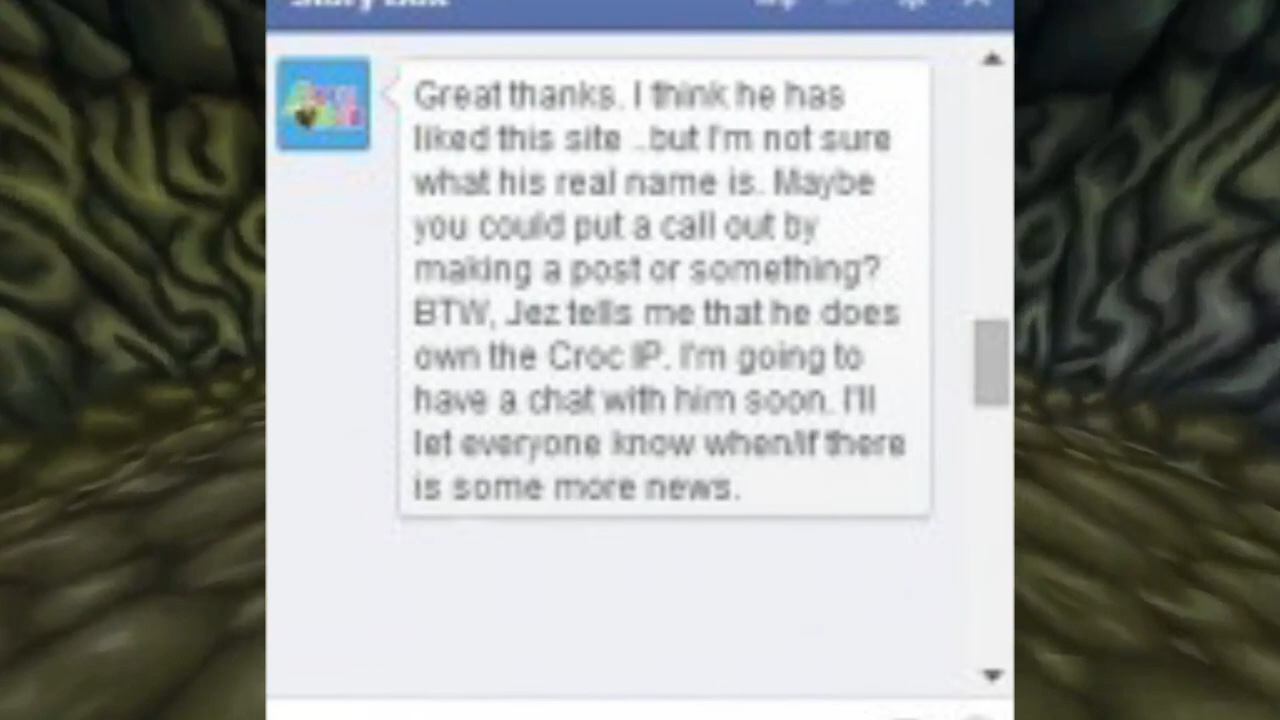 Great thanks. I think he has
liked this site ..but I'm not sure
what his real name is. Maybe
you could put a call out by
making a post or something?
BTW, Jez tells me that he does
own the Croc IP. I'm going to
have a chat with him soon. I'll
let everyone know when/if there
is some more news.